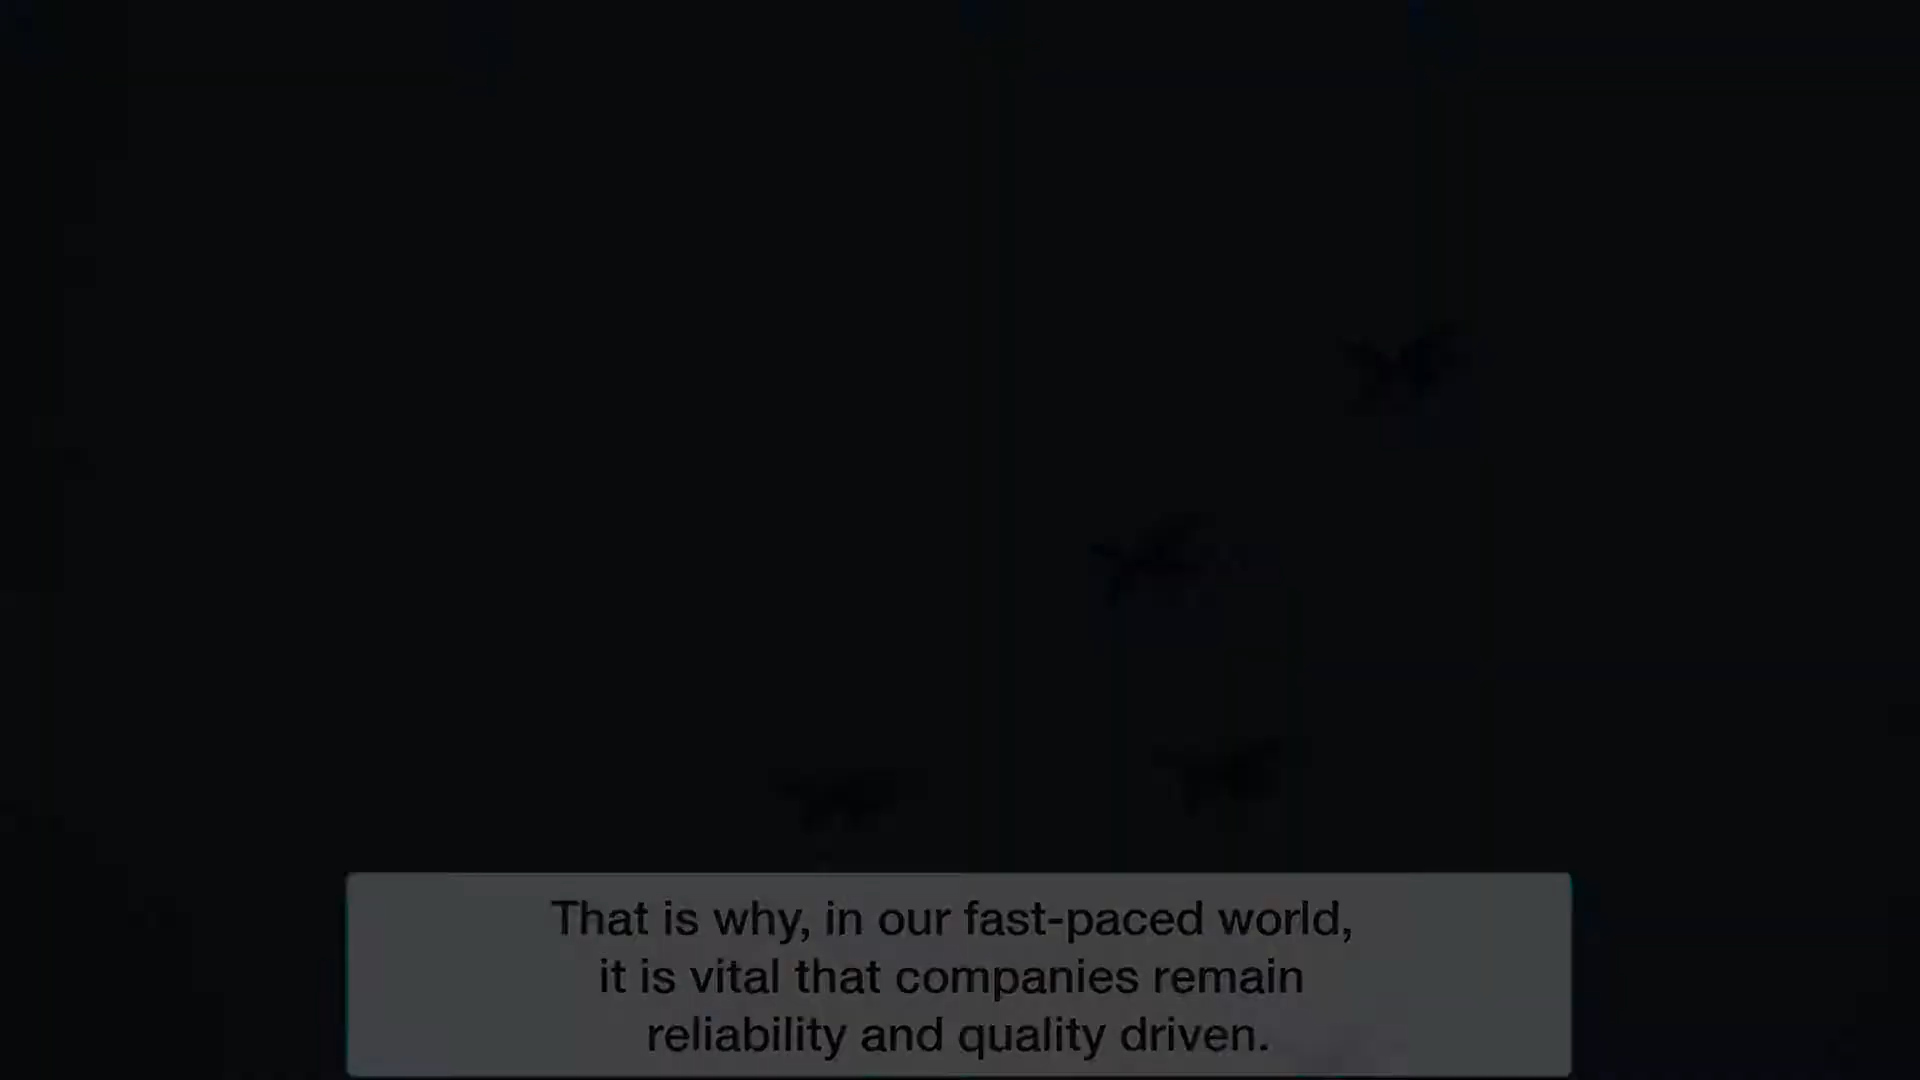 That is why, in our fast-paced world,
it is vital that companies remain
reliability and quality driven.